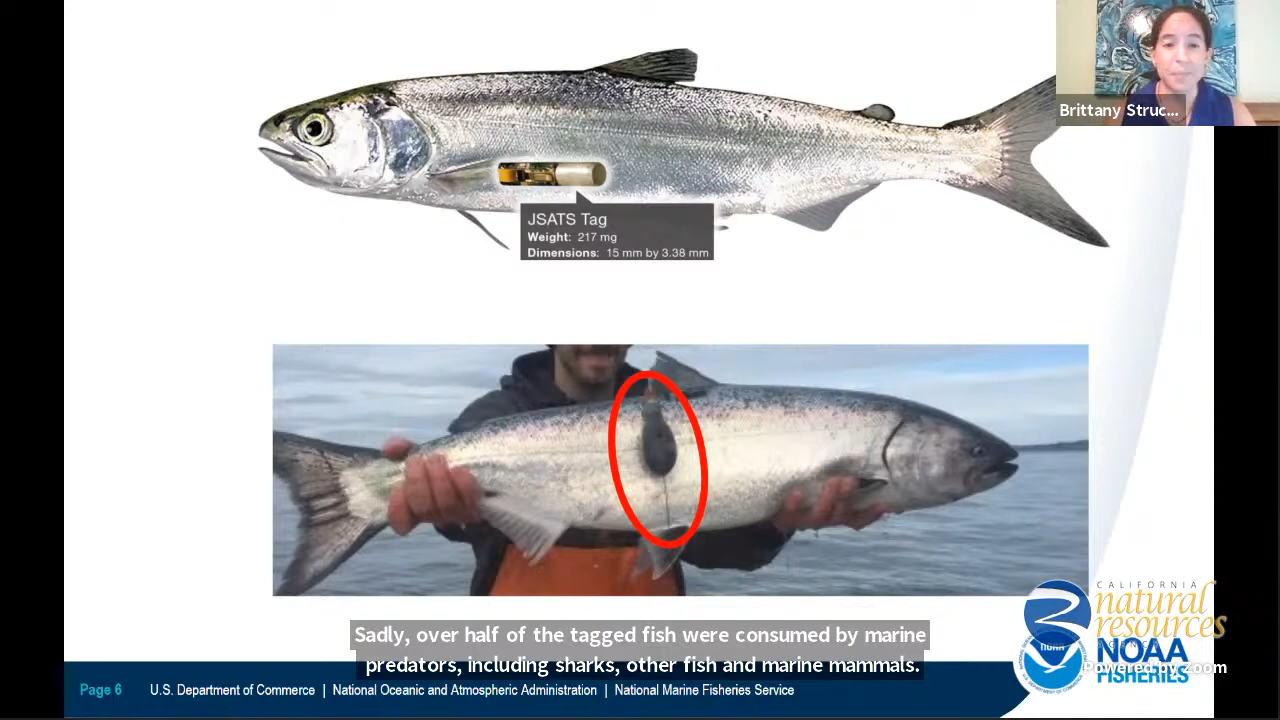 Brittany Struc...
JSATS Tag
Weight: 217 mg
Dimensions: 15 mm by 3.38 mm
CALIFORNIA
natural
resources
NOAA
FISHERIES
Powered by Zoom
Sadly, over half of the tagged fish were consumed by marine
predators, including sharks, other fish and marine mammals.
Page 6 U.S. Department of Commerce | National Oceanic and Atmospheric Administration | National Marine Fisheries Service